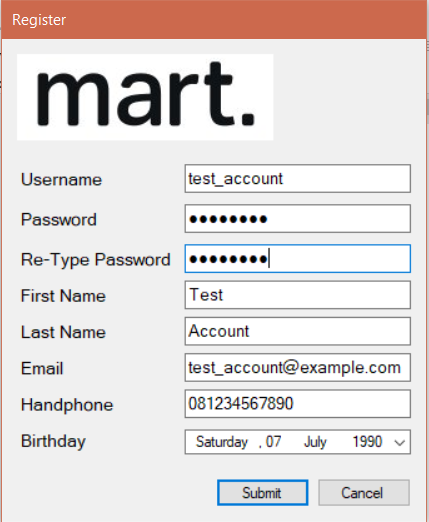 Register
mart.
Username test_account
Password ●●●●●●●●
Re-Type Password ●●●●●●●●
First Name Test
Last Name Account
Email test_account@example.com
Handphone 081234567890
Birthday Saturday , 07 July 1990
Submit Cancel